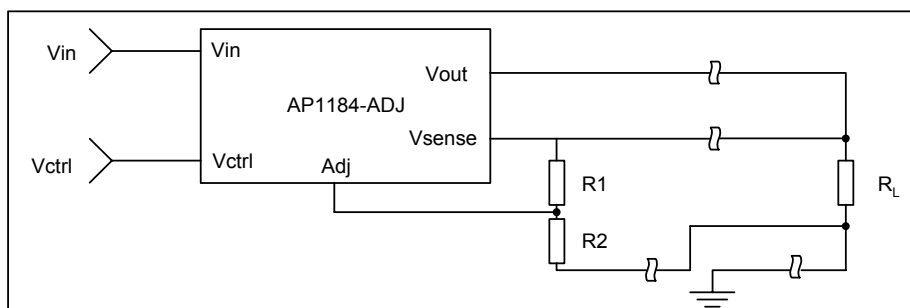 Vin
Vin
Vout
AP1184-ADJ
Vsense
Vctrl
Vctrl
Adj
R1
RL
R2